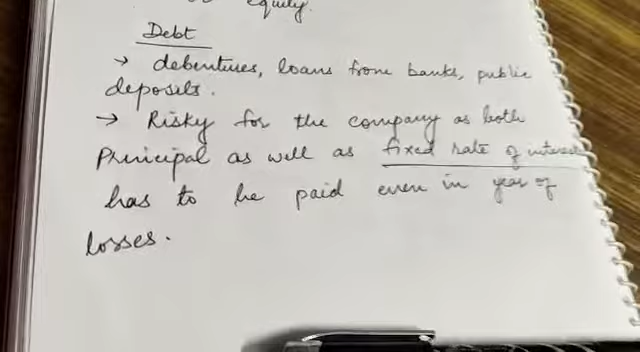 equity.
Debt
→ debentures, loans from banks, public
deposits.
→ Risky for the company as both
Principal as well as fixed rate of interest
has to be paid even in year of
losses.